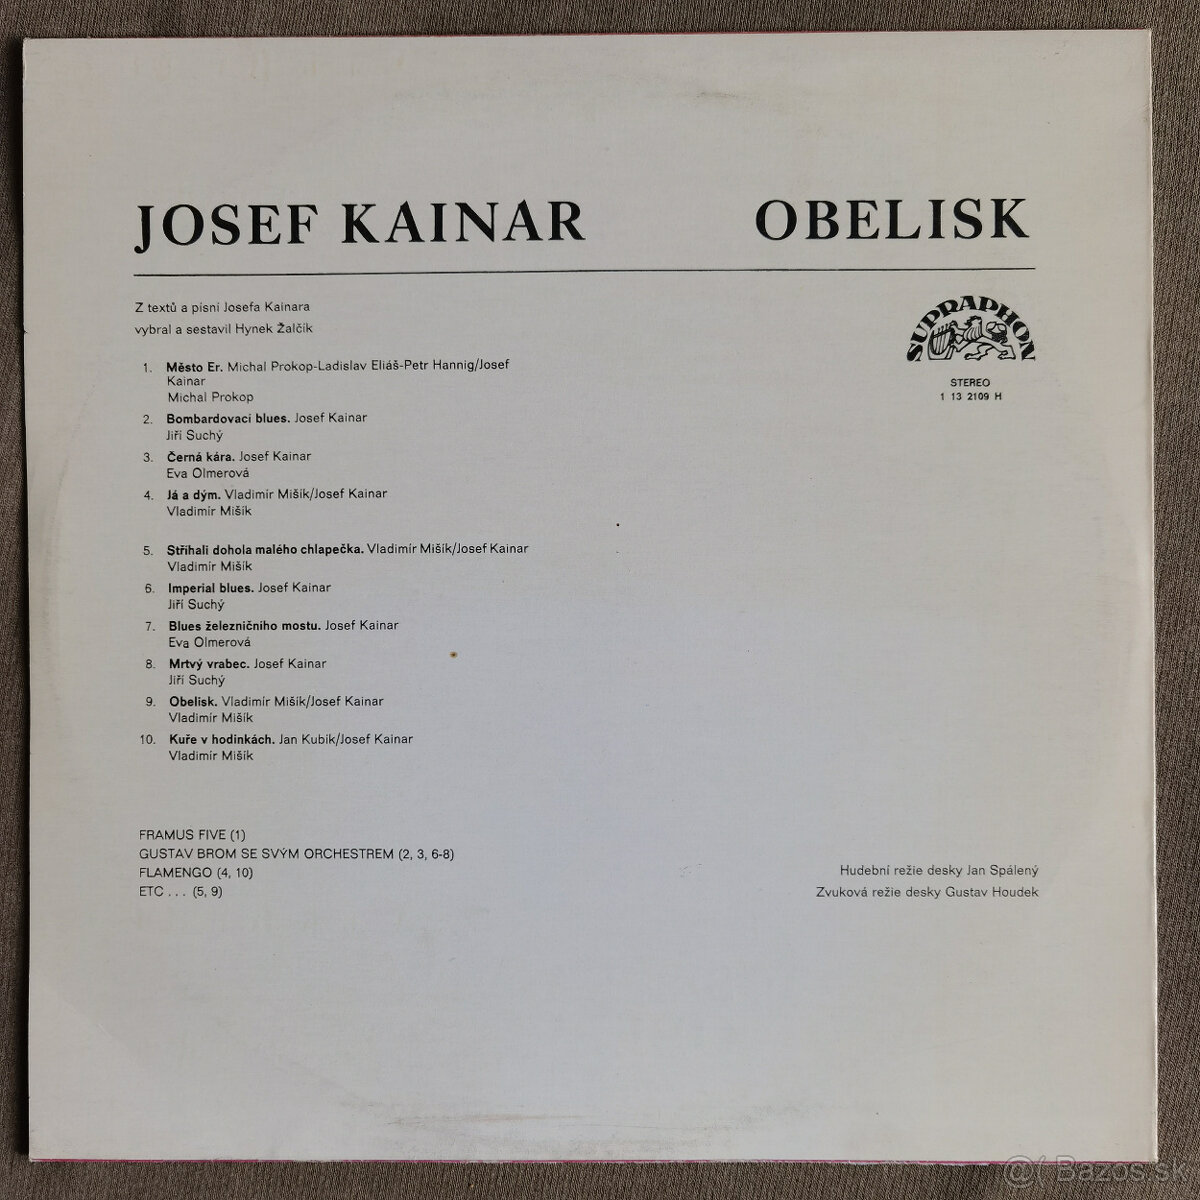 JOSEF KAINAR OBELISK
Z textů a písní Josefa Kainara
vybral a sestavil Hynek Žalčík
SUPRAPHON
STEREO
1 13 2109 H
1. Město Er. Michal Prokop-Ladislav Eliáš-Petr Hannig/Josef
Kainar
Michal Prokop
2. Bombardovací blues. Josef Kainar
Jiří Suchý
3. Černá kára. Josef Kainar
Eva Olmerová
4. Já a dým. Vladimír Mišík/Josef Kainar
Vladimír Mišík
5. Stříhali dohola malého chlapečka. Vladimír Mišík/Josef Kainar
Vladimír Mišík
6. Imperial blues. Josef Kainar
Jiří Suchý
7. Blues železničního mostu. Josef Kainar
Eva Olmerová
8. Mrtvý vrabec. Josef Kainar
Jiří Suchý
9. Obelisk. Vladimír Mišík/Josef Kainar
Vladimír Mišík
10. Kuře v hodinkách. Jan Kubík/Josef Kainar
Vladimír Mišík
FRAMUS FIVE (1)
GUSTAV BROM SE SVÝM ORCHESTREM (2, 3, 6-8)
FLAMENGO (4, 10)
ETC . . . (5, 9)
Hudební režie desky Jan Spálený
Zvuková režie desky Gustav Houdek
Bazos.sk